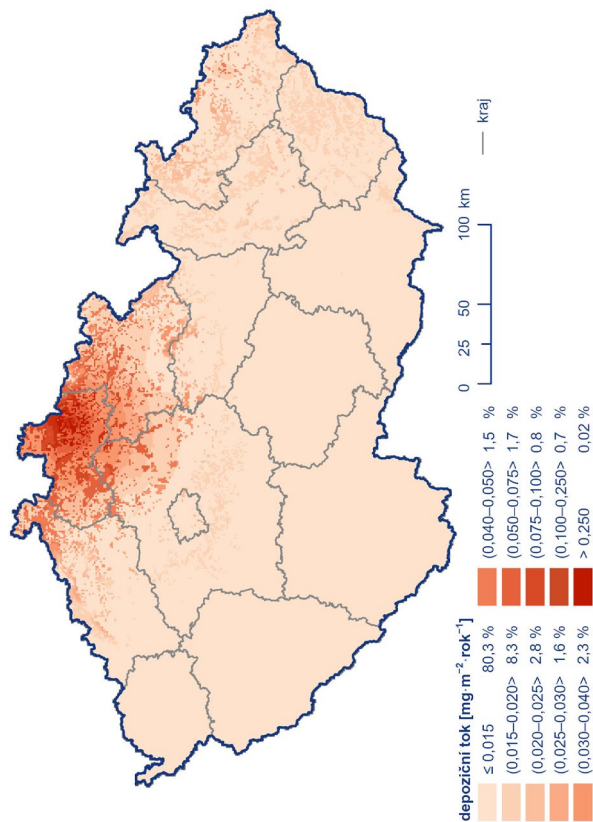 depoziční tok [mg·m⁻²·rok⁻¹]
≤ 0,015 80,3 %
(0,015–0,020> 8,3 %
(0,020–0,025> 2,8 %
(0,025–0,030> 1,6 %
(0,030–0,040> 2,3 %
(0,040–0,050> 1,5 %
(0,050–0,075> 1,7 %
(0,075–0,100> 0,8 %
(0,100–0,250> 0,7 %
> 0,250 0,02 %
0 25 50 100 km
kraj